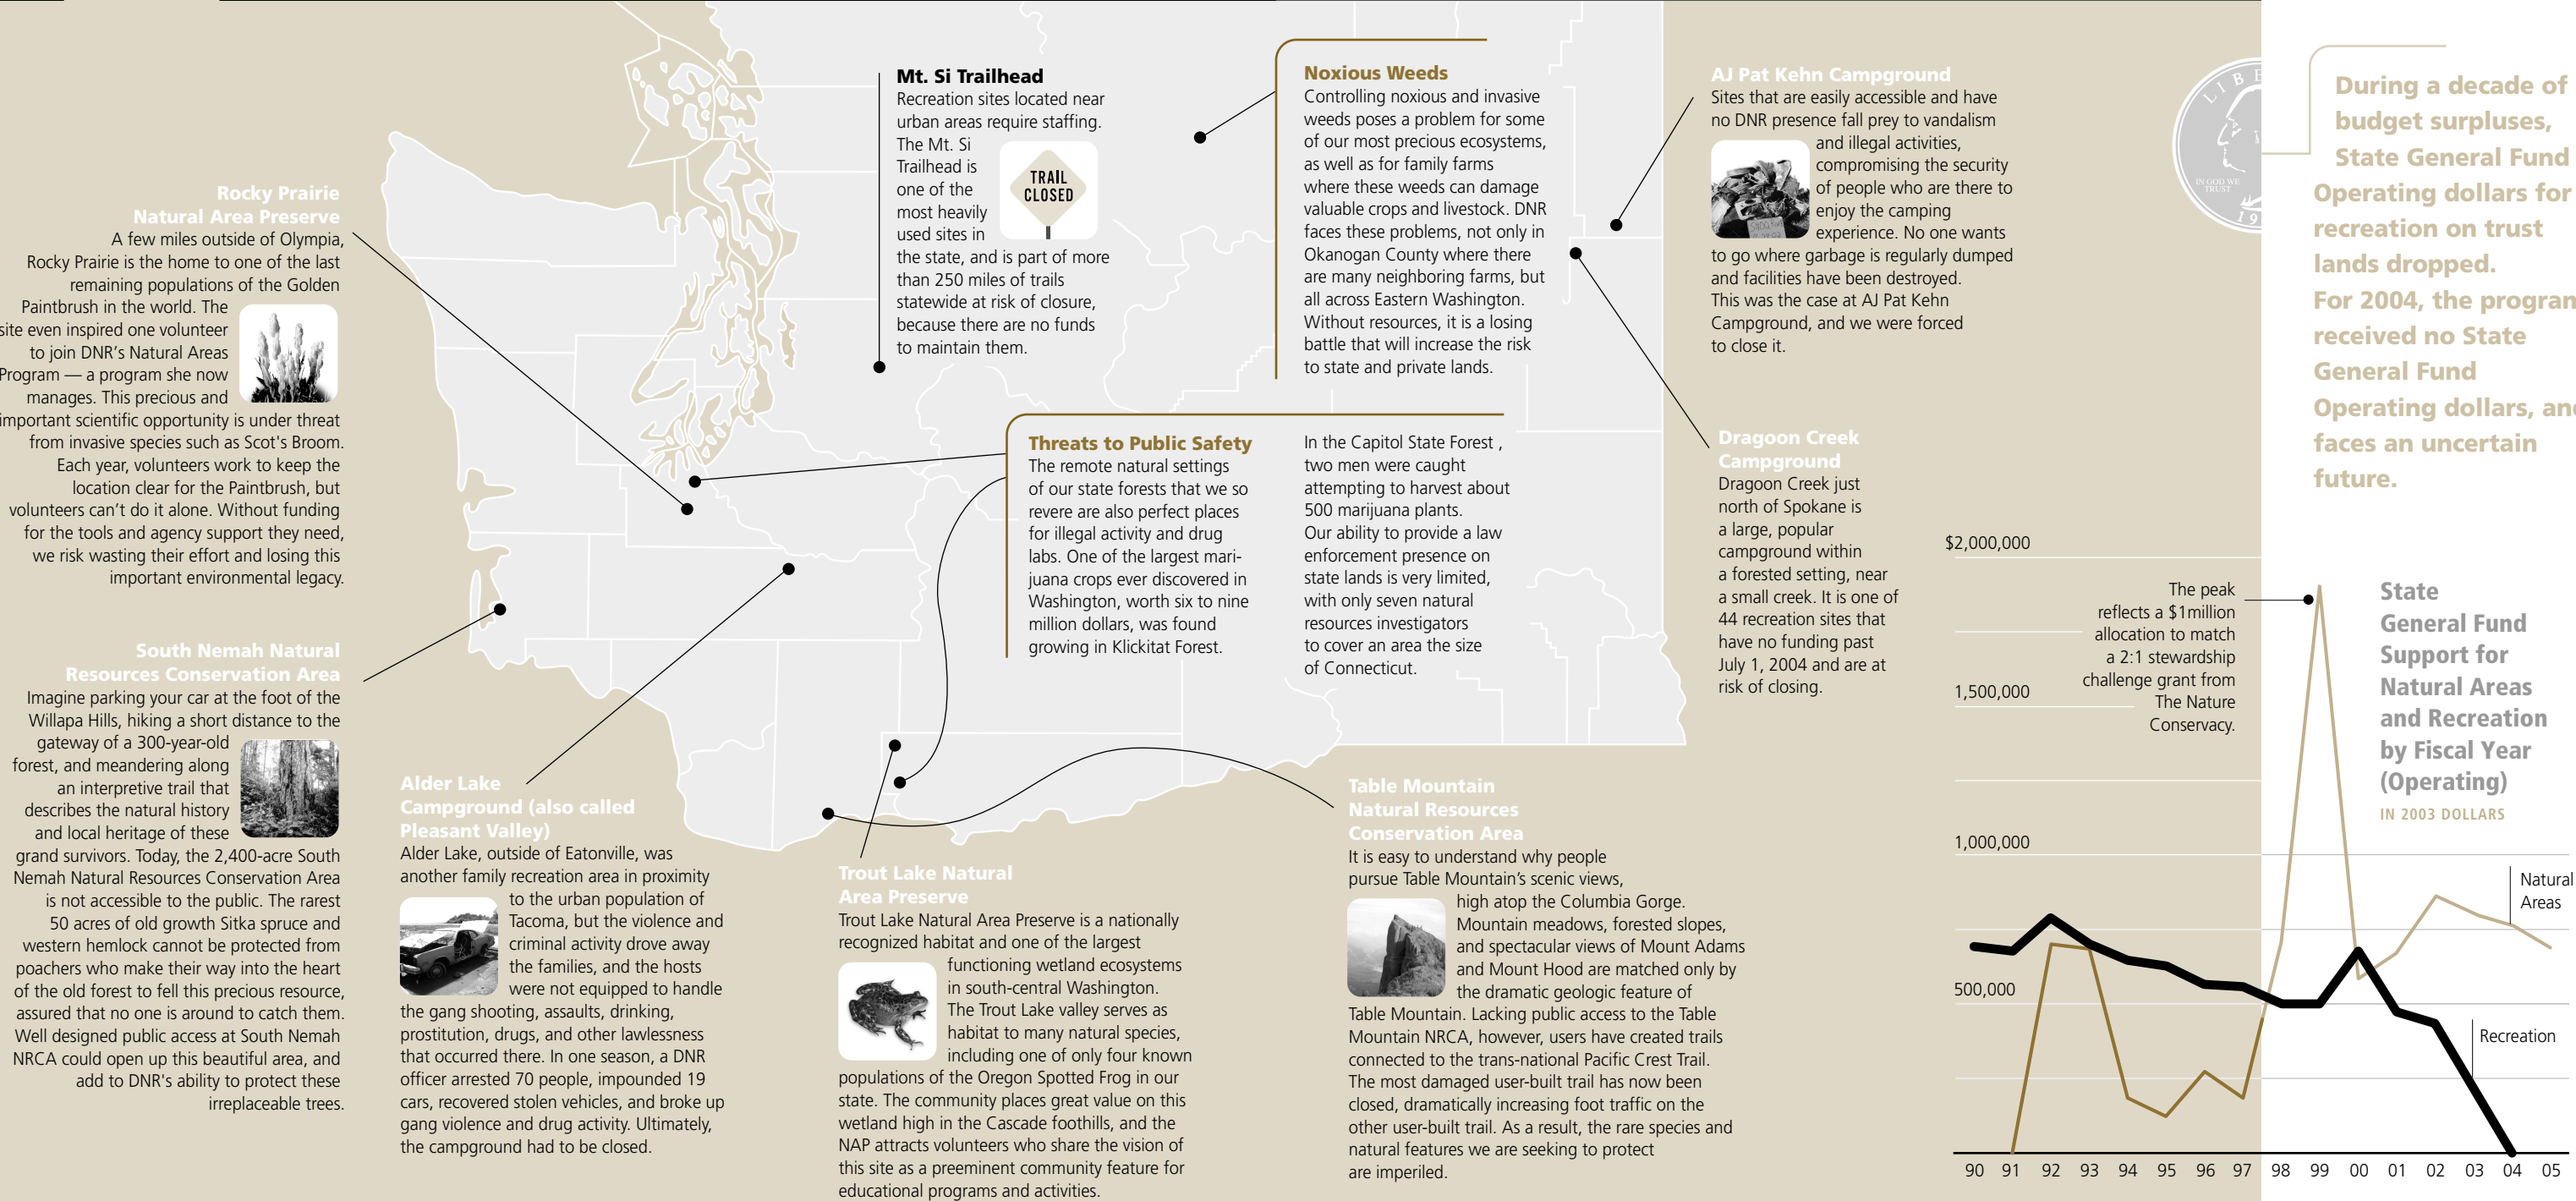 Rocky Prairie
Natural Area Preserve
A few miles outside of Olympia,
Rocky Prairie is the home to one of the last
remaining populations of the Golden
Paintbrush in the world. The
site even inspired one volunteer
to join DNR’s Natural Areas
Program — a program she now
manages. This precious and
important scientific opportunity is under threat
from invasive species such as Scot's Broom.
Each year, volunteers work to keep the
location clear for the Paintbrush, but
volunteers can’t do it alone. Without funding
for the tools and agency support they need,
we risk wasting their effort and losing this
important environmental legacy.
South Nemah Natural
Resources Conservation Area
Imagine parking your car at the foot of the
Willapa Hills, hiking a short distance to the
gateway of a 300-year-old
forest, and meandering along
an interpretive trail that
describes the natural history
and local heritage of these
grand survivors. Today, the 2,400-acre South
Nemah Natural Resources Conservation Area
is not accessible to the public. The rarest
50 acres of old growth Sitka spruce and
western hemlock cannot be protected from
poachers who make their way into the heart
of the old forest to fell this precious resource,
assured that no one is around to catch them.
Well designed public access at South Nemah
NRCA could open up this beautiful area, and
add to DNR's ability to protect these
irreplaceable trees.
Alder Lake
Campground (also called
Pleasant Valley)
Alder Lake, outside of Eatonville, was
another family recreation area in proximity
to the urban population of
Tacoma, but the violence and
criminal activity drove away
the families, and the hosts
were not equipped to handle
the gang shooting, assaults, drinking,
prostitution, drugs, and other lawlessness
that occurred there. In one season, a DNR
officer arrested 70 people, impounded 19
cars, recovered stolen vehicles, and broke up
gang violence and drug activity. Ultimately,
the campground had to be closed.
Mt. Si Trailhead
Recreation sites located near
urban areas require staffing.
The Mt. Si
Trailhead is
one of the
most heavily
used sites in
the state, and is part of more
than 250 miles of trails
statewide at risk of closure,
because there are no funds
to maintain them.
TRAIL
CLOSED
Noxious Weeds
Controlling noxious and invasive
weeds poses a problem for some
of our most precious ecosystems,
as well as for family farms
where these weeds can damage
valuable crops and livestock. DNR
faces these problems, not only in
Okanogan County where there
are many neighboring farms, but
all across Eastern Washington.
Without resources, it is a losing
battle that will increase the risk
to state and private lands.
Threats to Public Safety
The remote natural settings
of our state forests that we so
revere are also perfect places
for illegal activity and drug
labs. One of the largest mari-
juana crops ever discovered in
Washington, worth six to nine
million dollars, was found
growing in Klickitat Forest.
In the Capitol State Forest ,
two men were caught
attempting to harvest about
500 marijuana plants.
Our ability to provide a law
enforcement presence on
state lands is very limited,
with only seven natural
resources investigators
to cover an area the size
of Connecticut.
Trout Lake Natural
Area Preserve
Trout Lake Natural Area Preserve is a nationally
recognized habitat and one of the largest
functioning wetland ecosystems
in south-central Washington.
The Trout Lake valley serves as
habitat to many natural species,
including one of only four known
populations of the Oregon Spotted Frog in our
state. The community places great value on this
wetland high in the Cascade foothills, and the
NAP attracts volunteers who share the vision of
this site as a preeminent community feature for
educational programs and activities.
Table Mountain
Natural Resources
Conservation Area
It is easy to understand why people
pursue Table Mountain’s scenic views,
high atop the Columbia Gorge.
Mountain meadows, forested slopes,
and spectacular views of Mount Adams
and Mount Hood are matched only by
the dramatic geologic feature of
Table Mountain. Lacking public access to the Table
Mountain NRCA, however, users have created trails
connected to the trans-national Pacific Crest Trail.
The most damaged user-built trail has now been
closed, dramatically increasing foot traffic on the
other user-built trail. As a result, the rare species and
natural features we are seeking to protect
are imperiled.
AJ Pat Kehn Campground
Sites that are easily accessible and have
no DNR presence fall prey to vandalism
and illegal activities,
compromising the security
of people who are there to
enjoy the camping
experience. No one wants
to go where garbage is regularly dumped
and facilities have been destroyed.
This was the case at AJ Pat Kehn
Campground, and we were forced
to close it.
Dragoon Creek
Campground
Dragoon Creek just
north of Spokane is
a large, popular
campground within
a forested setting, near
a small creek. It is one of
44 recreation sites that
have no funding past
July 1, 2004 and are at
risk of closing.
LIBE
IN GOD WE
TRUST
19
During a decade of
budget surpluses,
State General Fund
Operating dollars for
recreation on trust
lands dropped.
For 2004, the program
received no State
General Fund
Operating dollars, and
faces an uncertain
future.
State
General Fund
Support for
Natural Areas
and Recreation
by Fiscal Year
(Operating)
IN 2003 DOLLARS
$2,000,000
1,500,000
1,000,000
500,000
The peak
reflects a $1million
allocation to match
a 2:1 stewardship
challenge grant from
The Nature
Conservacy.
Natural
Areas
Recreation
90 91 92 93 94 95 96 97 98 99 00 01 02 03 04 05